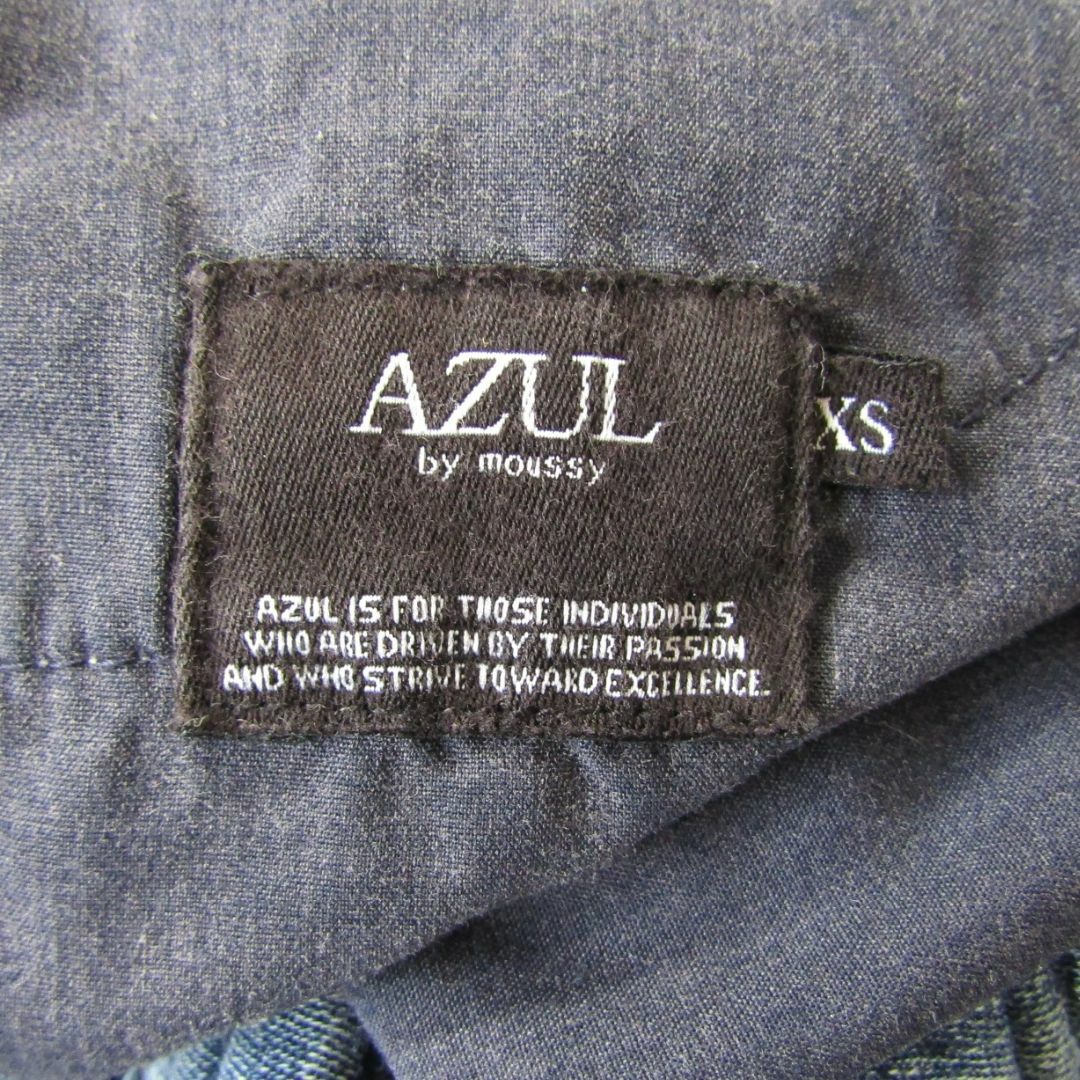 AZUL
by moussy
XS
AZUL IS FOR THOSE INDIVIDUALS
WHO ARE DRIVEN BY THEIR PASSION
AND WHO STRIVE TOWARD EXCELLENCE.